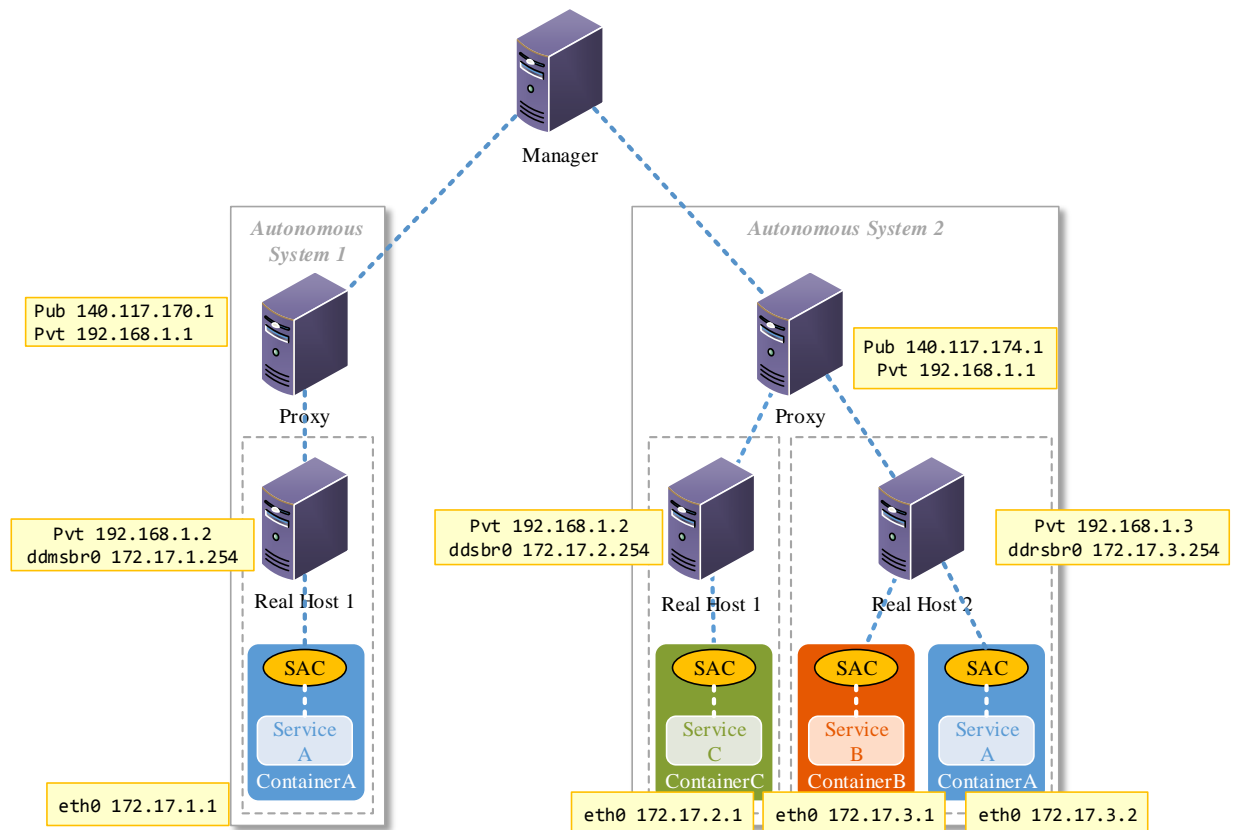 Manager
Autonomous
System 1
Autonomous System 2
Pub 140.117.170.1
Pvt 192.168.1.1
Proxy
Pub 140.117.174.1
Pvt 192.168.1.1
Proxy
Pvt 192.168.1.2
ddmsbr0 172.17.1.254
Real Host 1
Pvt 192.168.1.2
ddsbr0 172.17.2.254
Real Host 1
Pvt 192.168.1.3
ddrsbr0 172.17.3.254
Real Host 2
SAC
Service
A
ContainerA
SAC
Service
C
ContainerC
SAC
Service
B
ContainerB
SAC
Service
A
ContainerA
eth0 172.17.1.1
eth0 172.17.2.1
eth0 172.17.3.1
eth0 172.17.3.2